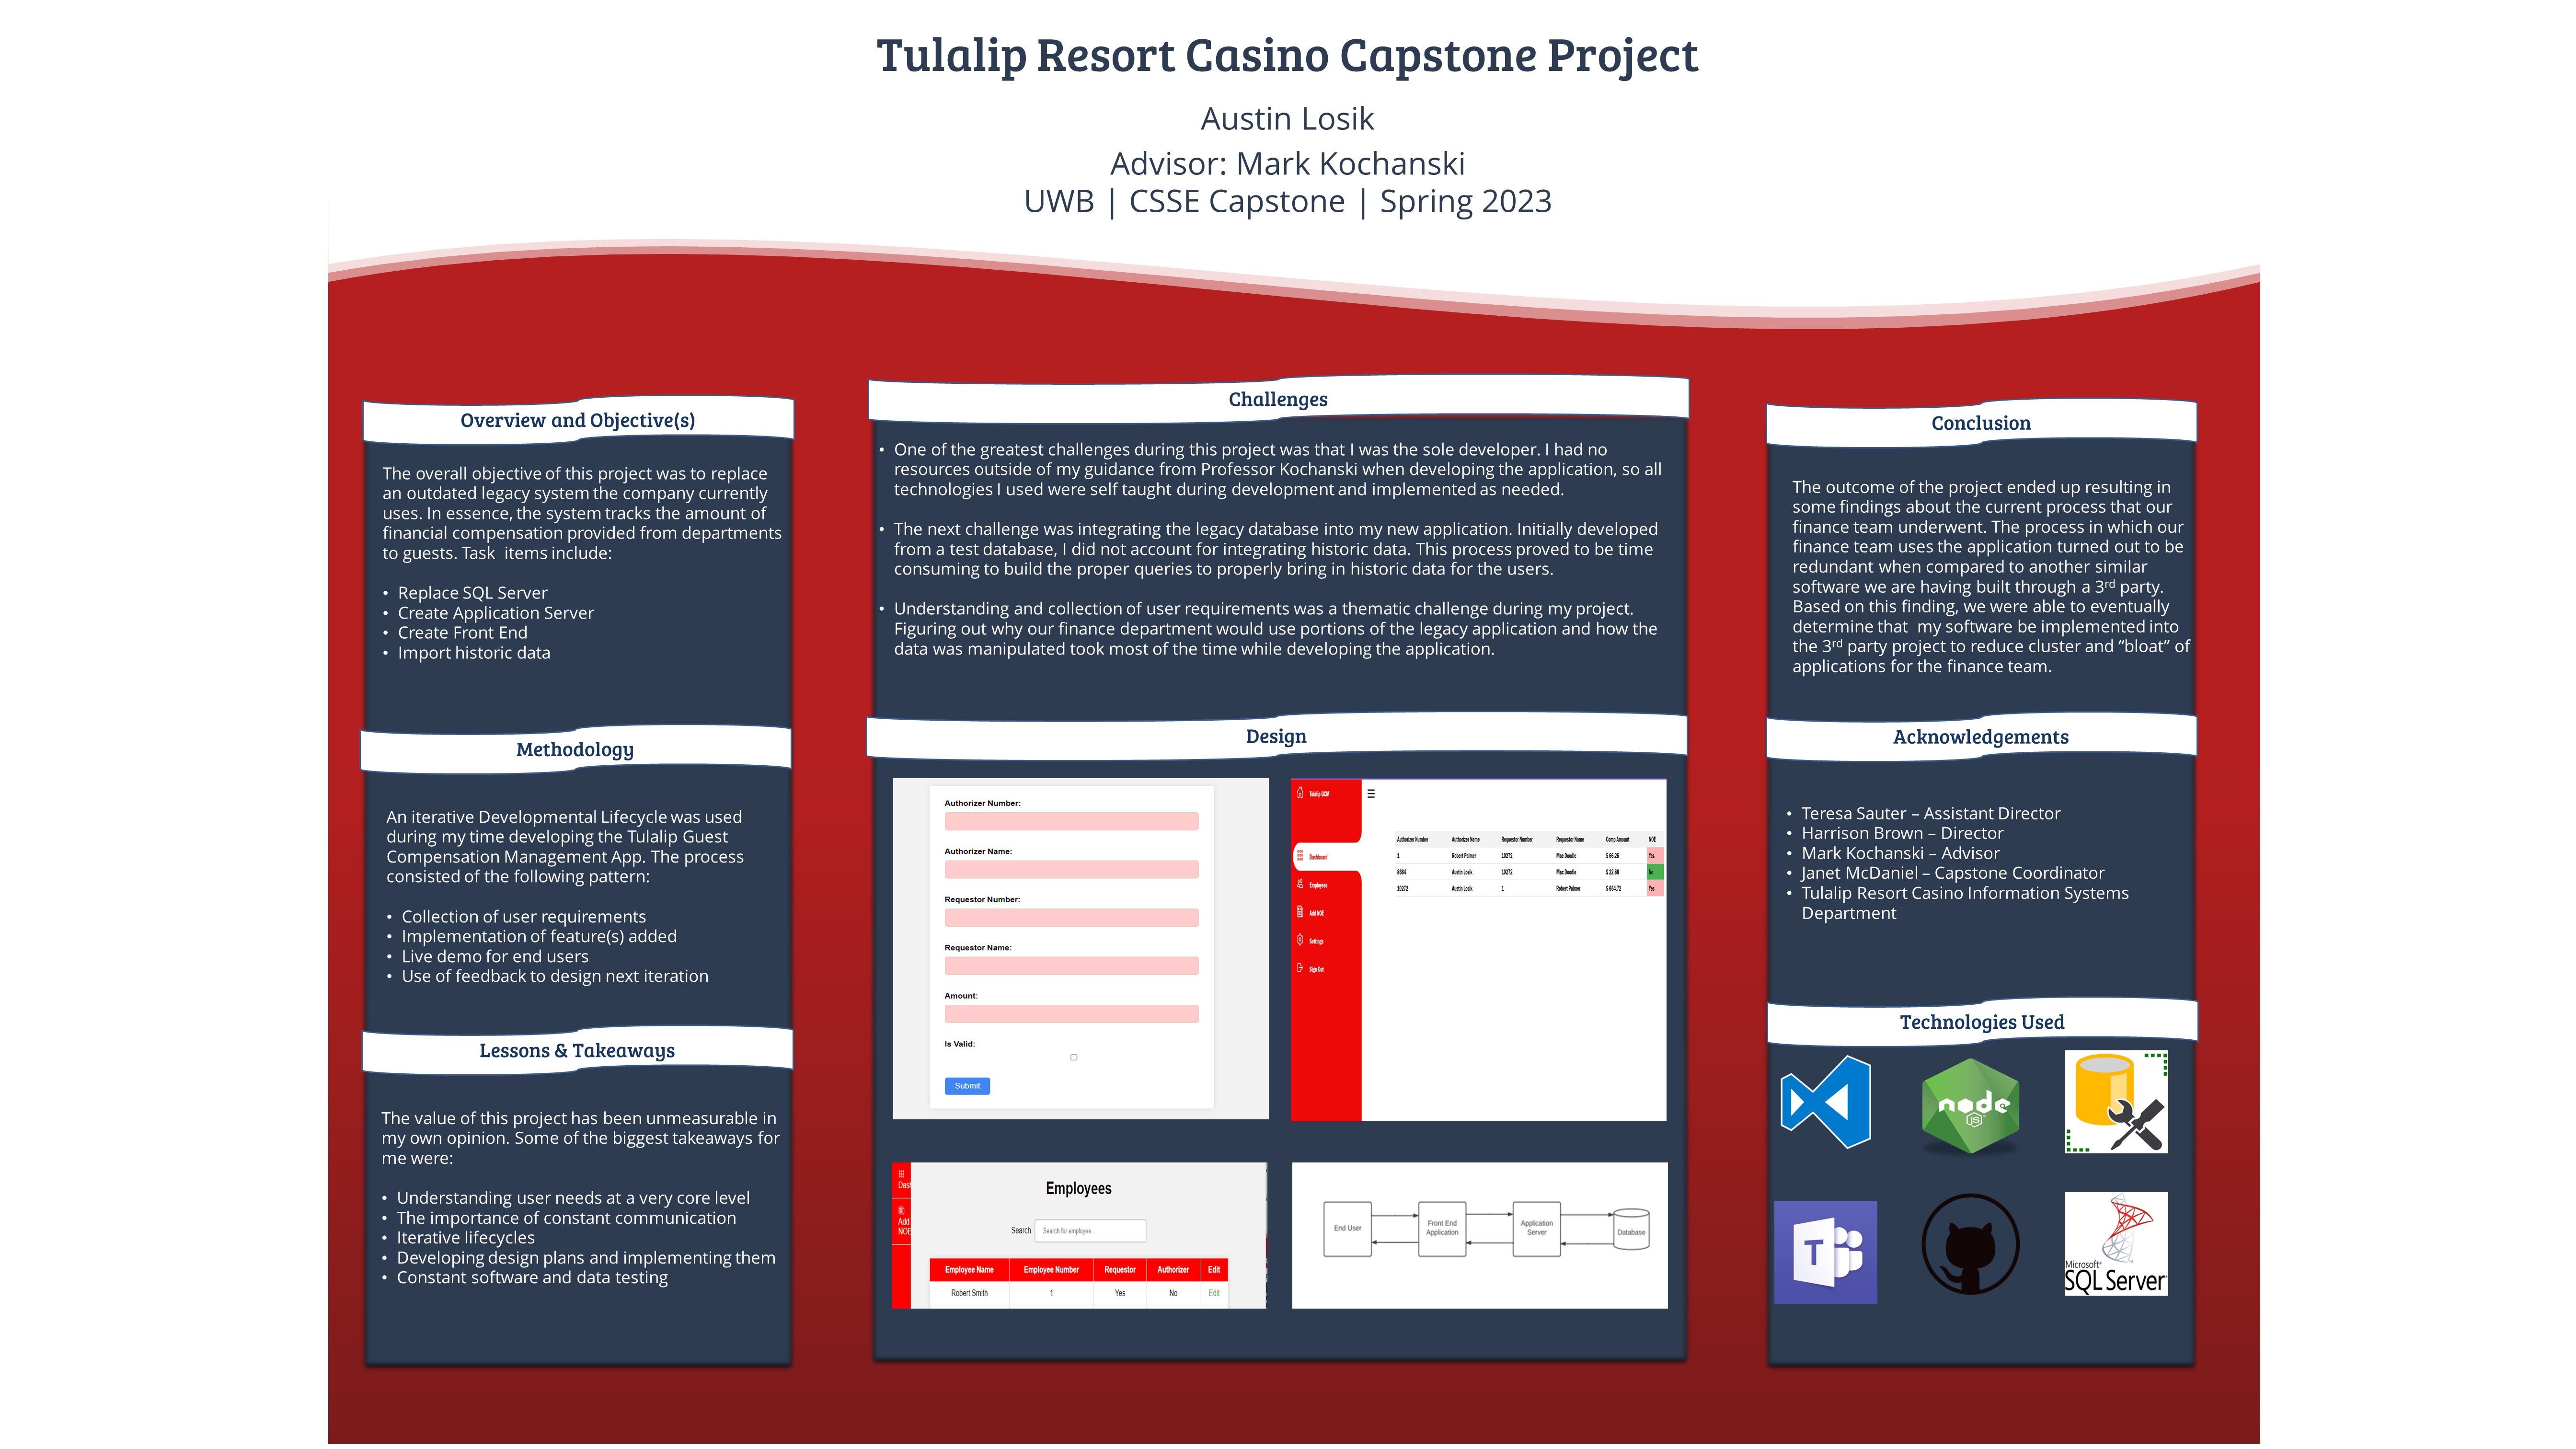 Tulalip Resort Casino Capstone Project
Austin Losik
Advisor: Mark Kochanski
UWB | CSSE Capstone | Spring 2023
Overview and Objective(s)
The overall objective of this project was to replace
an outdated legacy system the company currently
uses. In essence, the system tracks the amount of
financial compensation provided from departments
to guests. Task  items include:
• Replace SQL Server
• Create Application Server
• Create Front End
• Import historic data
Methodology
An iterative Developmental Lifecycle was used
during my time developing the Tulalip Guest
Compensation Management App. The process
consisted of the following pattern:
• Collection of user requirements
• Implementation of feature(s) added
• Live demo for end users
• Use of feedback to design next iteration
Lessons & Takeaways
The value of this project has been unmeasurable in
my own opinion. Some of the biggest takeaways for
me were:
• Understanding user needs at a very core level
• The importance of constant communication
• Iterative lifecycles
• Developing design plans and implementing them
• Constant software and data testing
Challenges
• One of the greatest challenges during this project was that I was the sole developer. I had no
resources outside of my guidance from Professor Kochanski when developing the application, so all
technologies I used were self taught during development and implemented as needed.
• The next challenge was integrating the legacy database into my new application. Initially developed
from a test database, I did not account for integrating historic data. This process proved to be time
consuming to build the proper queries to properly bring in historic data for the users.
• Understanding and collection of user requirements was a thematic challenge during my project.
Figuring out why our finance department would use portions of the legacy application and how the
data was manipulated took most of the time while developing the application.
Design
Authorizer Number:
Authorizer Name:
Requestor Number:
Requestor Name:
Amount:
Is Valid:
Submit
Tulalip GCM
Dashboard
Employees
Add NOE
Settings
Sign Out
Authorizer Number Authorizer Name Requestor Number Requestor Name Comp Amount NOE
1 Robert Palmer 10272 Mac Doodle $ 66.26 Yes
8664 Austin Losik 10272 Mac Doodle $ 22.88 No
10272 Austin Losik 1 Robert Palmer $ 654.72 Yes
Dash
Add
NOE
Employees
Search: Search for employee...
Employee Name Employee Number Requestor Authorizer Edit
Robert Smith 1 Yes No Edit
End User
Front End
Application
Application
Server
Database
Conclusion
The outcome of the project ended up resulting in
some findings about the current process that our
finance team underwent. The process in which our
finance team uses the application turned out to be
redundant when compared to another similar
software we are having built through a 3rd party.
Based on this finding, we were able to eventually
determine that  my software be implemented into
the 3rd party project to reduce cluster and “bloat” of
applications for the finance team.
Acknowledgements
• Teresa Sauter – Assistant Director
• Harrison Brown – Director
• Mark Kochanski – Advisor
• Janet McDaniel – Capstone Coordinator
• Tulalip Resort Casino Information Systems
Department
Technologies Used
node
JS
T
Microsoft®
SQL Server